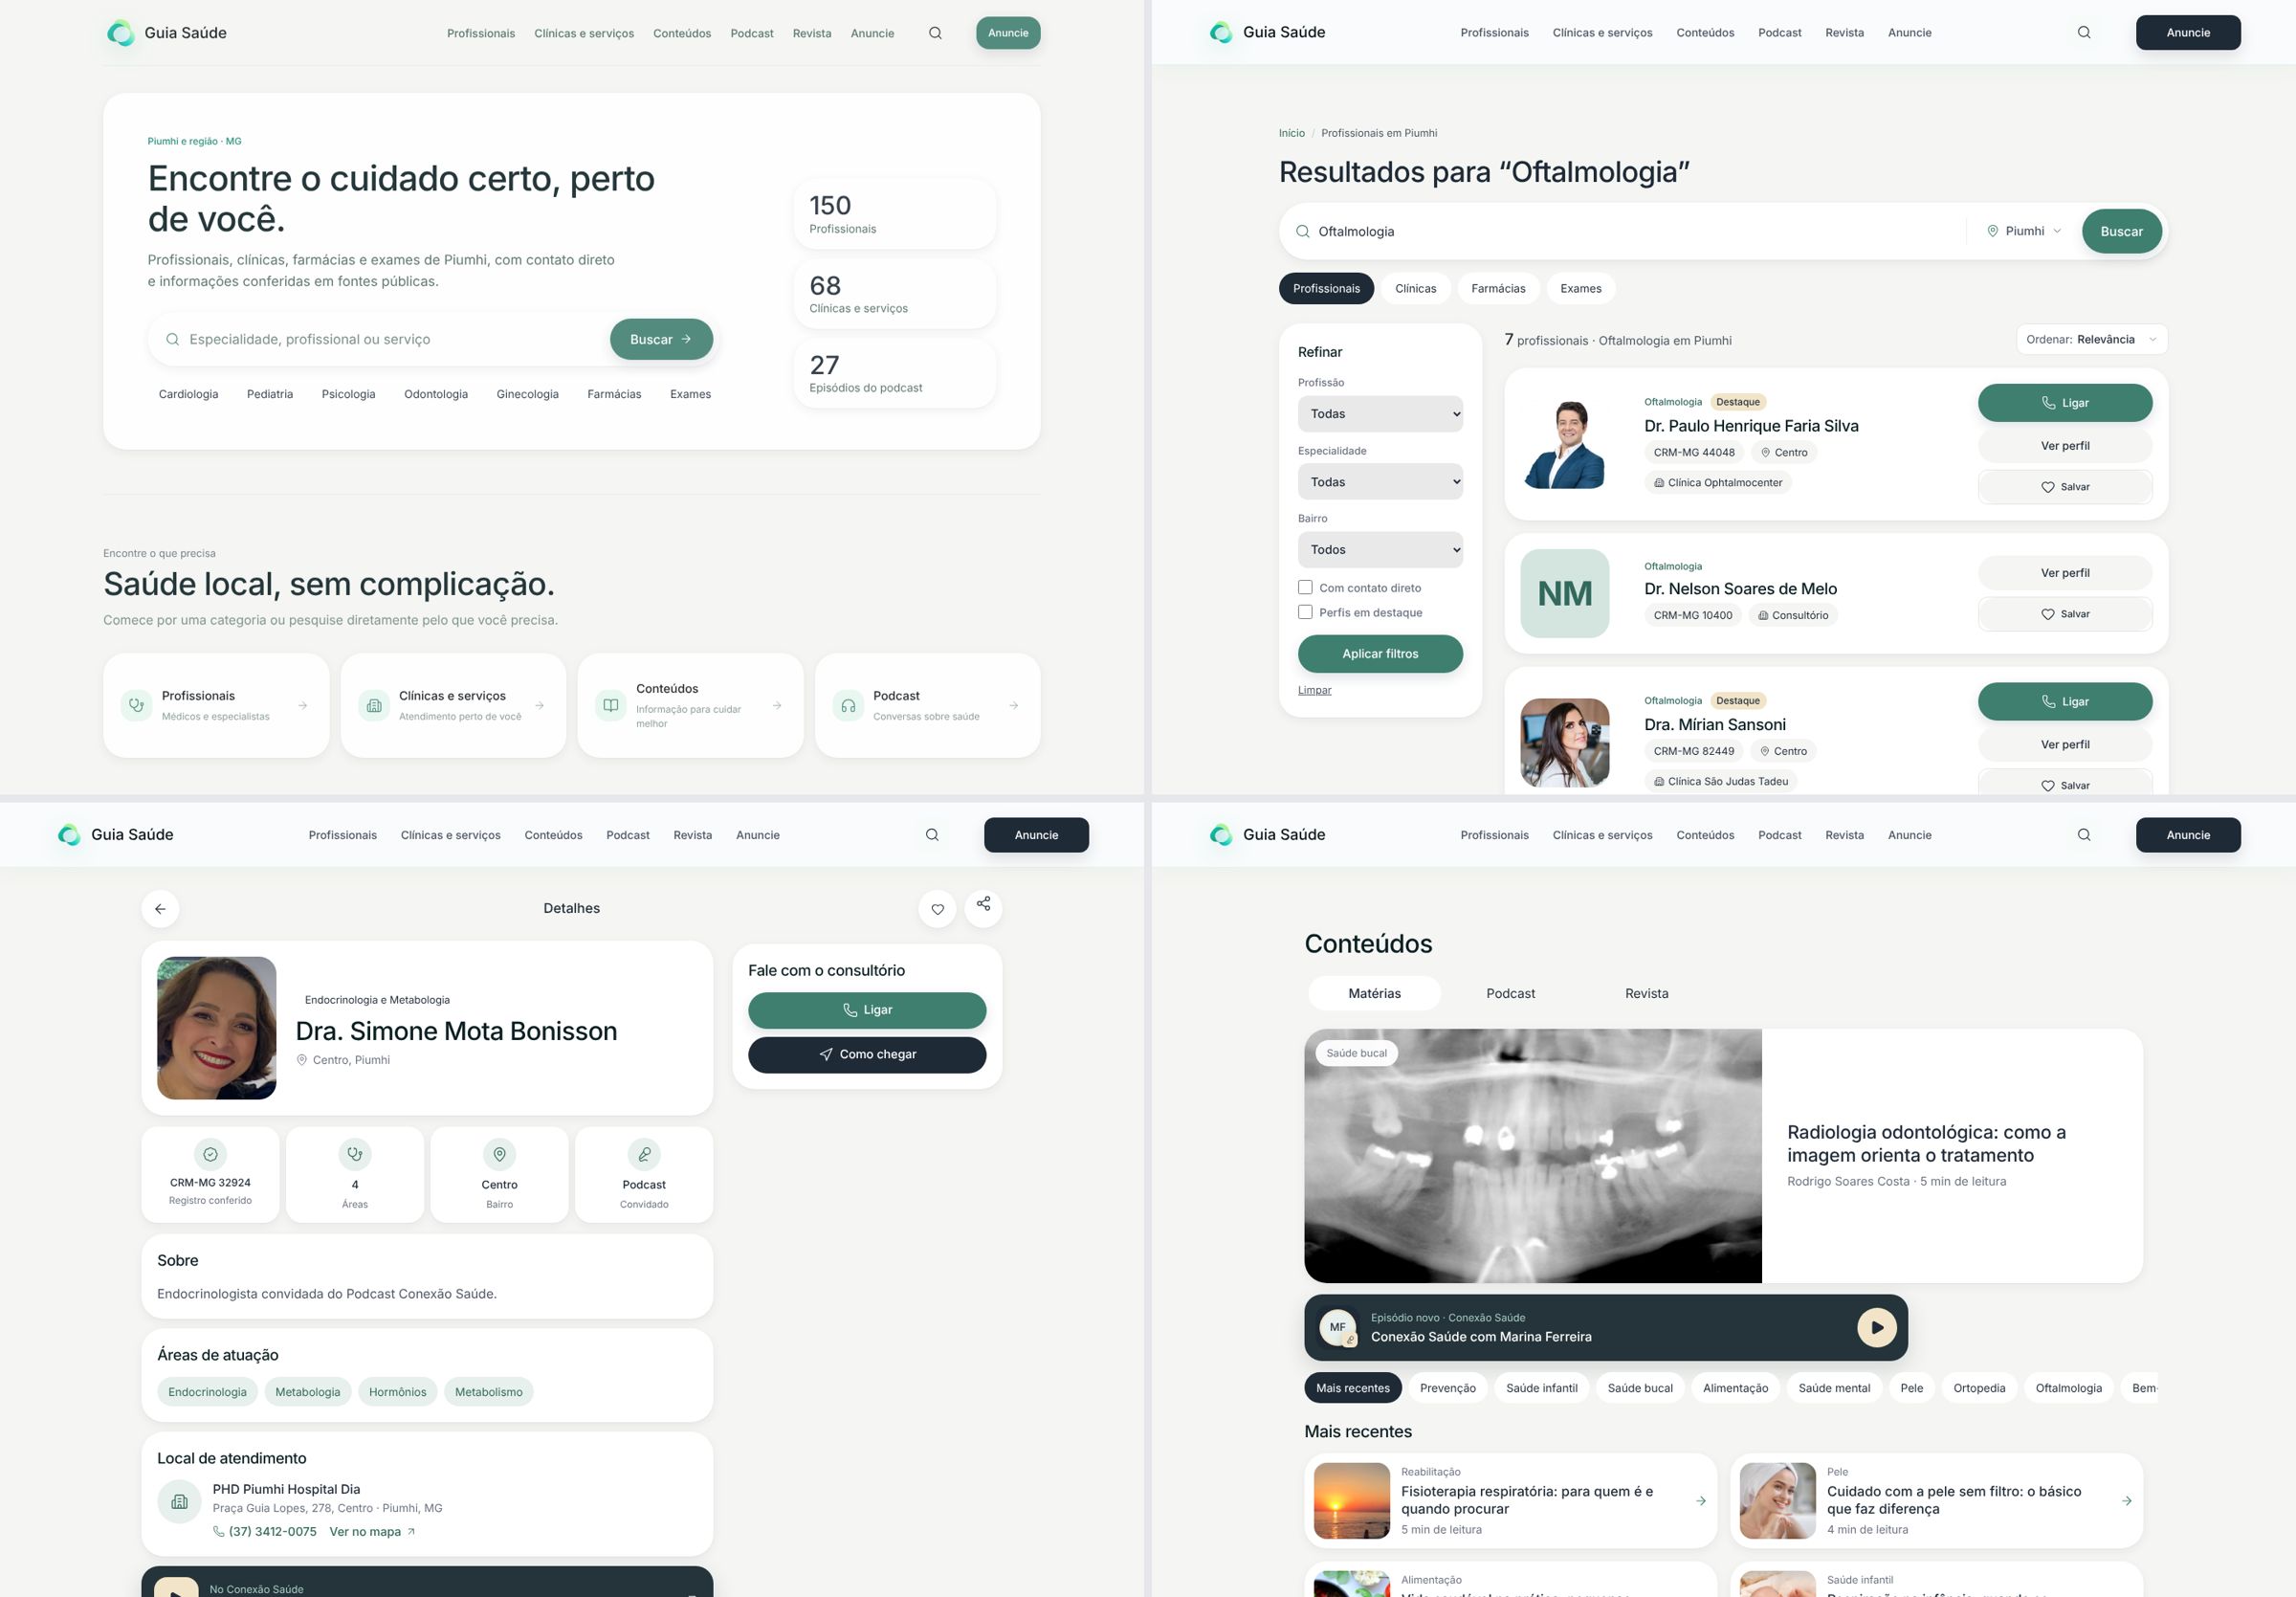 Guia Saúde
Profissionais
Clínicas e serviços
Conteúdos
Podcast
Revista
Anuncie
Anuncie
Piumhi e região · MG
Encontre o cuidado certo, perto
de você.
Profissionais, clínicas, farmácias e exames de Piumhi, com contato direto
e informações conferidas em fontes públicas.
Especialidade, profissional ou serviço
Buscar
Cardiologia
Pediatria
Psicologia
Odontologia
Ginecologia
Farmácias
Exames
150
Profissionais
68
Clínicas e serviços
27
Episódios do podcast
Encontre o que precisa
Saúde local, sem complicação.
Comece por uma categoria ou pesquise diretamente pelo que você precisa.
Profissionais
Médicos e especialistas
Clínicas e serviços
Atendimento perto de você
Conteúdos
Informação para cuidar
melhor
Podcast
Conversas sobre saúde
Guia Saúde
Profissionais
Clínicas e serviços
Conteúdos
Podcast
Revista
Anuncie
Anuncie
Início / Profissionais em Piumhi
Resultados para “Oftalmologia”
Oftalmologia
Piumhi
Buscar
Profissionais
Clínicas
Farmácias
Exames
Refinar
Profissão
Todas
Especialidade
Todas
Bairro
Todos
Com contato direto
Perfis em destaque
Aplicar filtros
Limpar
7 profissionais · Oftalmologia em Piumhi
Ordenar: Relevância
Oftalmologia
Destaque
Dr. Paulo Henrique Faria Silva
CRM-MG 44048
Centro
Clínica Ophtalmocenter
Ligar
Ver perfil
Salvar
NM
Oftalmologia
Dr. Nelson Soares de Melo
CRM-MG 10400
Consultório
Ver perfil
Salvar
Oftalmologia
Destaque
Dra. Mírian Sansoni
CRM-MG 82449
Centro
Clínica São Judas Tadeu
Ligar
Ver perfil
Salvar
Guia Saúde
Profissionais
Clínicas e serviços
Conteúdos
Podcast
Revista
Anuncie
Anuncie
Detalhes
Endocrinologia e Metabologia
Dra. Simone Mota Bonisson
Centro, Piumhi
Fale com o consultório
Ligar
Como chegar
CRM-MG 32924
Registro conferido
4
Áreas
Centro
Bairro
Podcast
Convidado
Sobre
Endocrinologista convidada do Podcast Conexão Saúde.
Áreas de atuação
Endocrinologia
Metabologia
Hormônios
Metabolismo
Local de atendimento
PHD Piumhi Hospital Dia
Praça Guia Lopes, 278, Centro · Piumhi, MG
(37) 3412-0075
Ver no mapa
No Conexão Saúde
Guia Saúde
Profissionais
Clínicas e serviços
Conteúdos
Podcast
Revista
Anuncie
Anuncie
Conteúdos
Matérias
Podcast
Revista
Saúde bucal
Radiologia odontológica: como a
imagem orienta o tratamento
Rodrigo Soares Costa · 5 min de leitura
MF
Episódio novo · Conexão Saúde
Conexão Saúde com Marina Ferreira
Mais recentes
Prevenção
Saúde infantil
Saúde bucal
Alimentação
Saúde mental
Pele
Ortopedia
Oftalmologia
Bem-
Mais recentes
Reabilitação
Fisioterapia respiratória: para quem é e
quando procurar
5 min de leitura
Pele
Cuidado com a pele sem filtro: o básico
que faz diferença
4 min de leitura
Alimentação
Saúde infantil